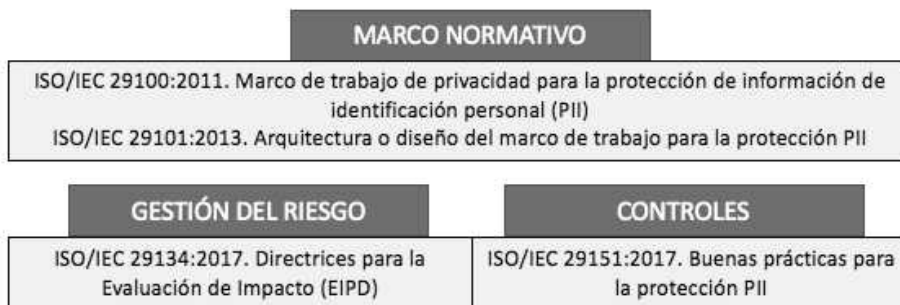 MARCO NORMATIVO
ISO/IEC 29100:2011. Marco de trabajo de privacidad para la protección de información de
identificación personal (PII)
ISO/IEC 29101:2013. Arquitectura o diseño del marco de trabajo para la protección PII
GESTIÓN DEL RIESGO
ISO/IEC 29134:2017. Directrices para la
Evaluación de Impacto (EIPD)
CONTROLES
ISO/IEC 29151:2017. Buenas prácticas para
la protección PII